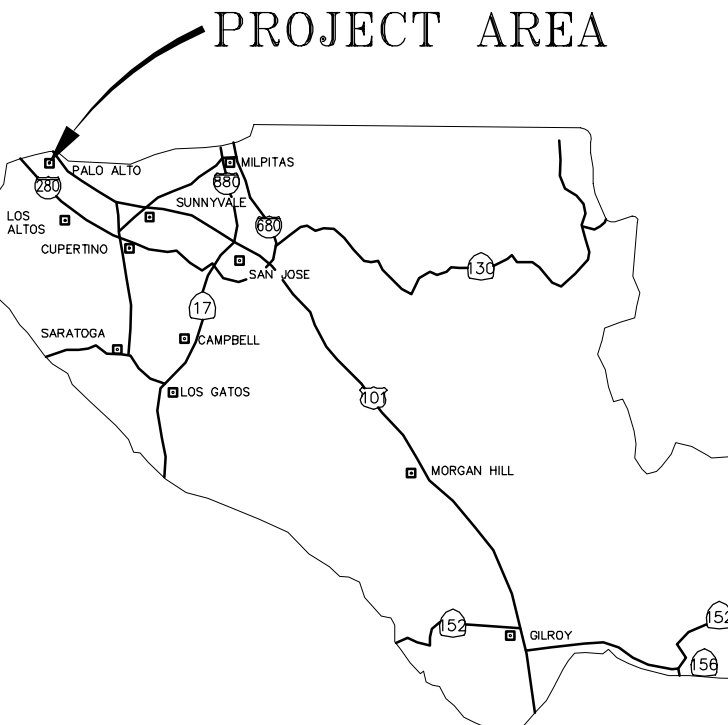 PROJECT AREA
MILPITAS
PALO ALTO
880
280
SUNNYVALE
LOS
ALTOS
680
CUPERTINO
130
SAN JOSE
17
SARATOGA
CAMPBELL
LOS GATOS
101
MORGAN HILL
152
152
GILROY
156